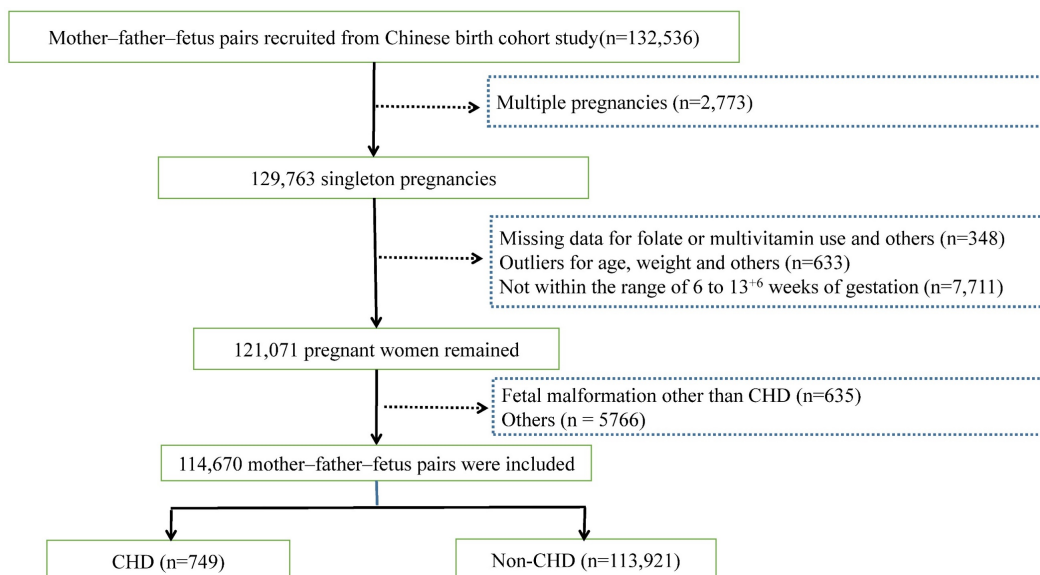 Mother–father–fetus pairs recruited from Chinese birth cohort study(n=132,536)
Multiple pregnancies (n=2,773)
129,763 singleton pregnancies
Missing data for folate or multivitamin use and others (n=348)
Outliers for age, weight and others (n=633)
Not within the range of 6 to 13⁺⁶ weeks of gestation (n=7,711)
121,071 pregnant women remained
Fetal malformation other than CHD (n=635)
Others (n = 5766)
114,670 mother–father–fetus pairs were included
CHD (n=749)
Non-CHD (n=113,921)